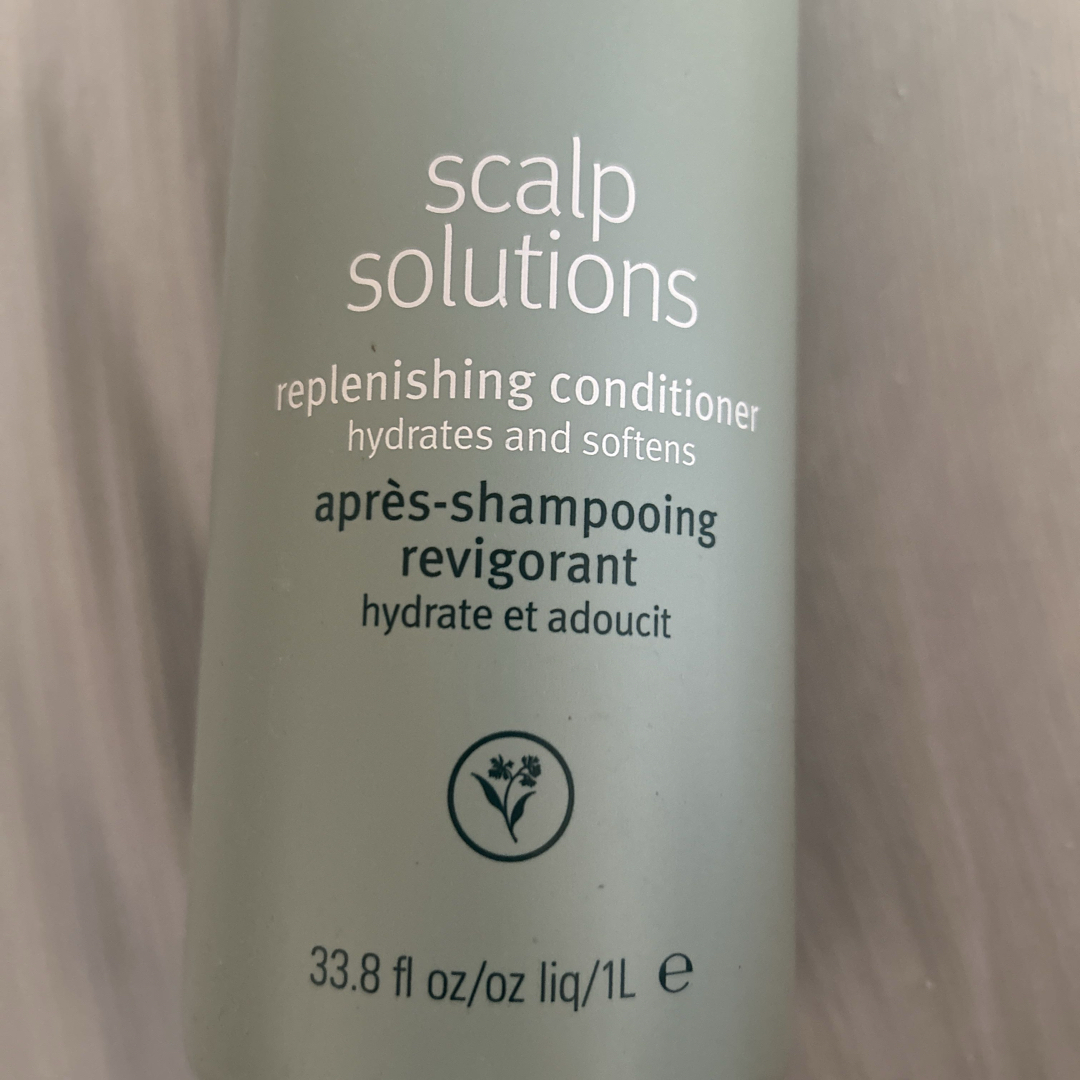 scalp
solutions
replenishing conditioner
hydrates and softens
après-shampooing
revigorant
hydrate et adoucit
33.8 fl oz/oz liq/1L ℮